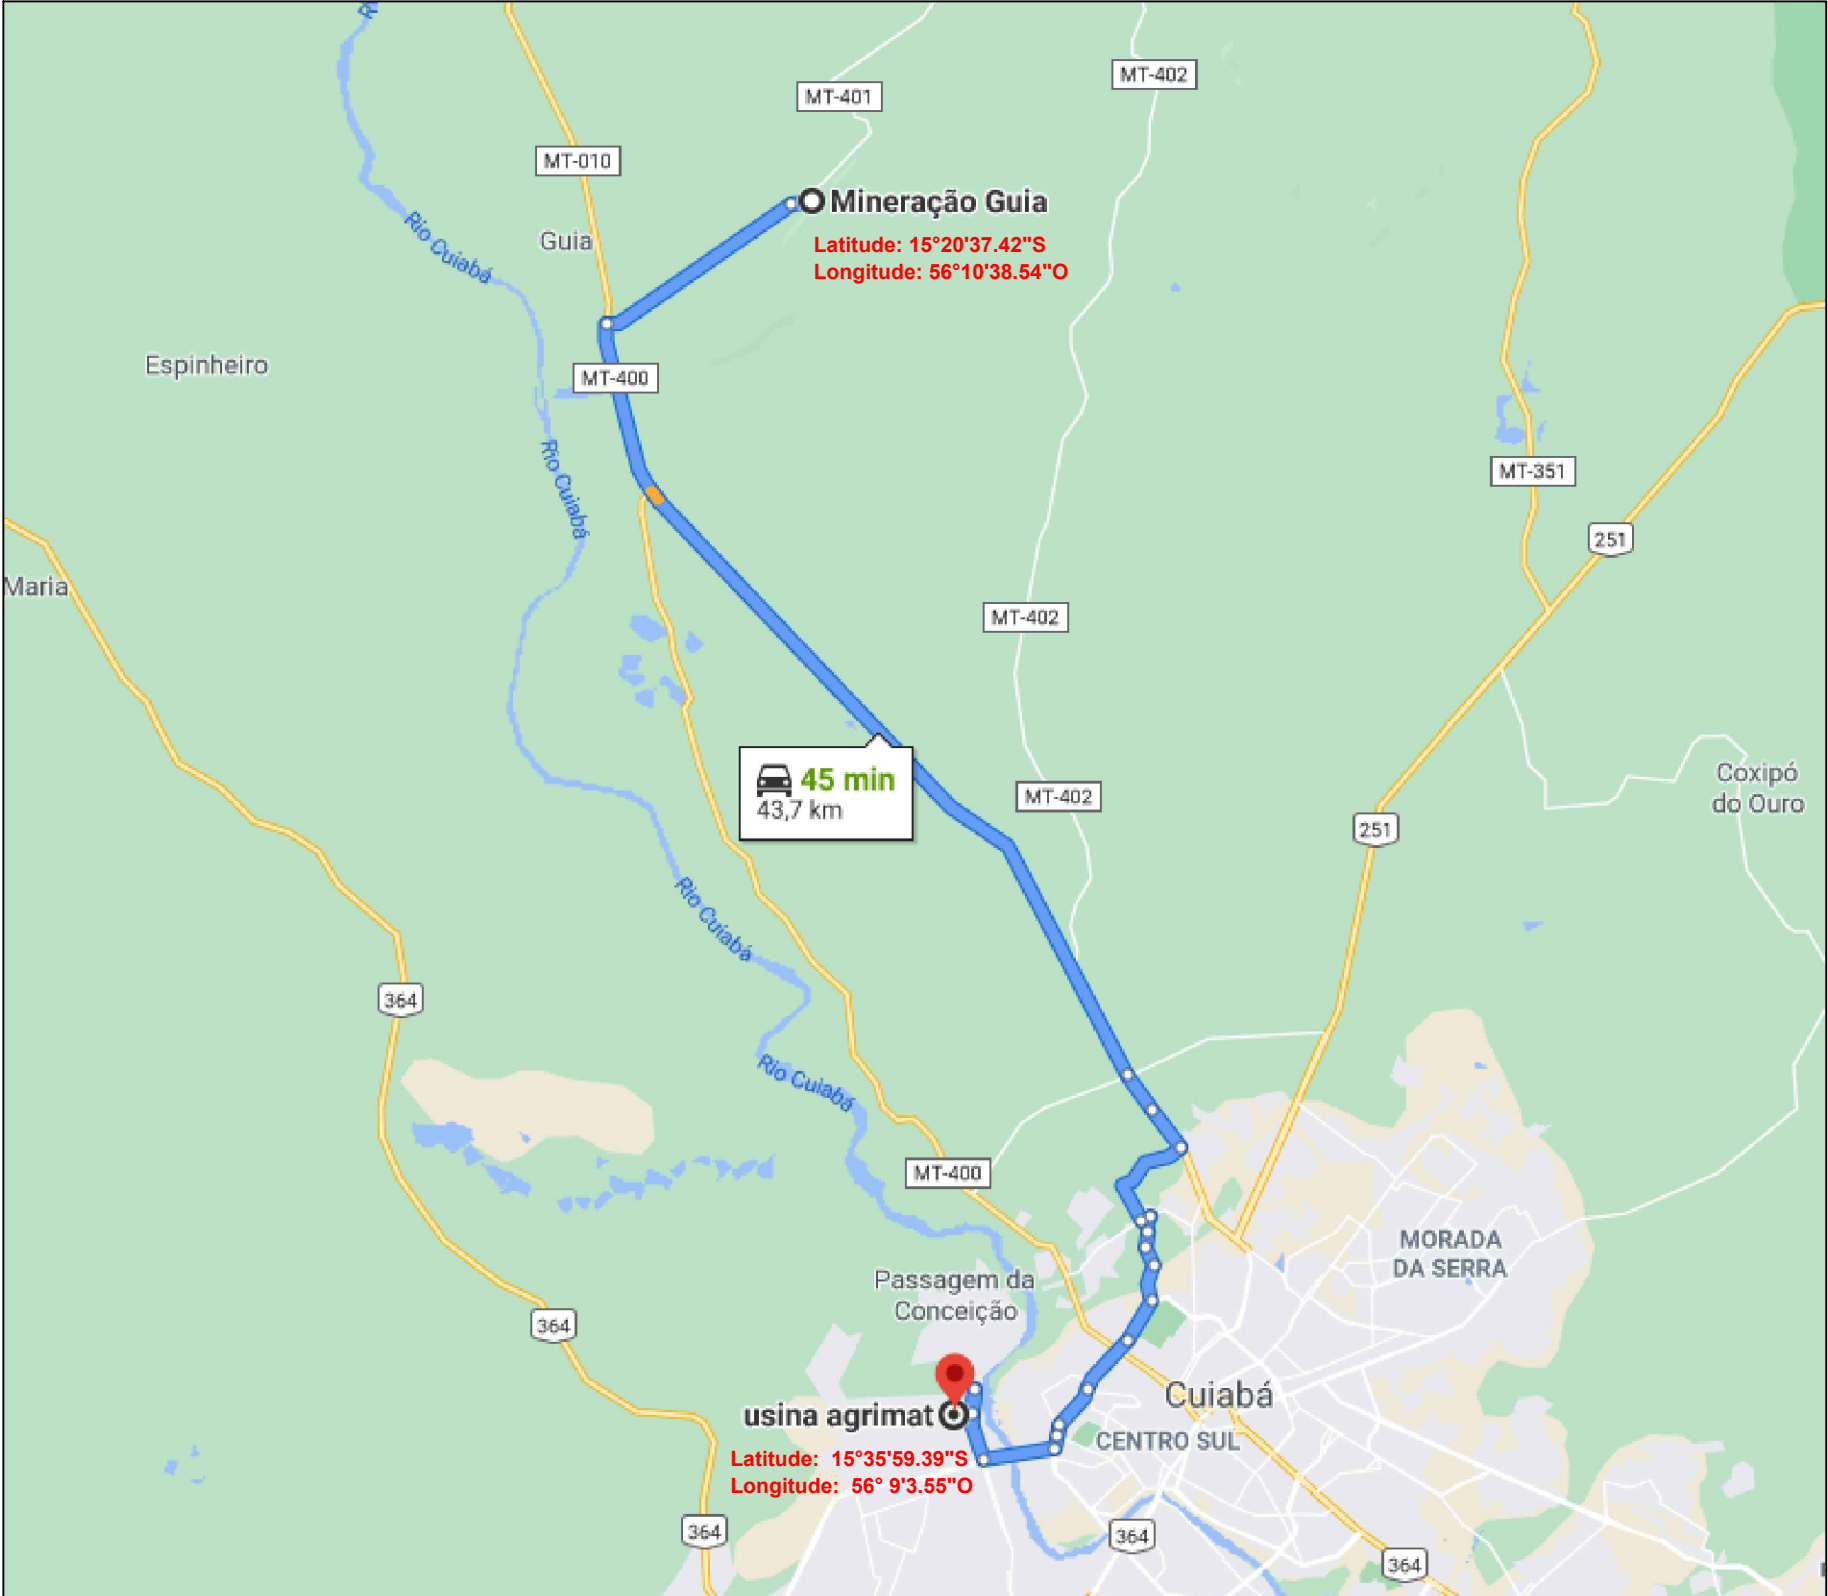 MT-402
MT-401
MT-010
Mineração Guia
Latitude: 15°20'37.42"S
Longitude: 56°10'38.54"O
Guia
Rio Cuiabá
Espinheiro
MT-400
Rio Cuiabá
MT-351
251
Maria
MT-402
45 min
43,7 km
MT-402
Coxipó
do Ouro
251
Rio Cuiabá
364
Rio Cuiabá
MT-400
MORADA
DA SERRA
Passagem da
Conceição
364
Cuiabá
usina agrimat
CENTRO SUL
Latitude: 15°35'59.39"S
Longitude: 56° 9'3.55"O
364
364
364